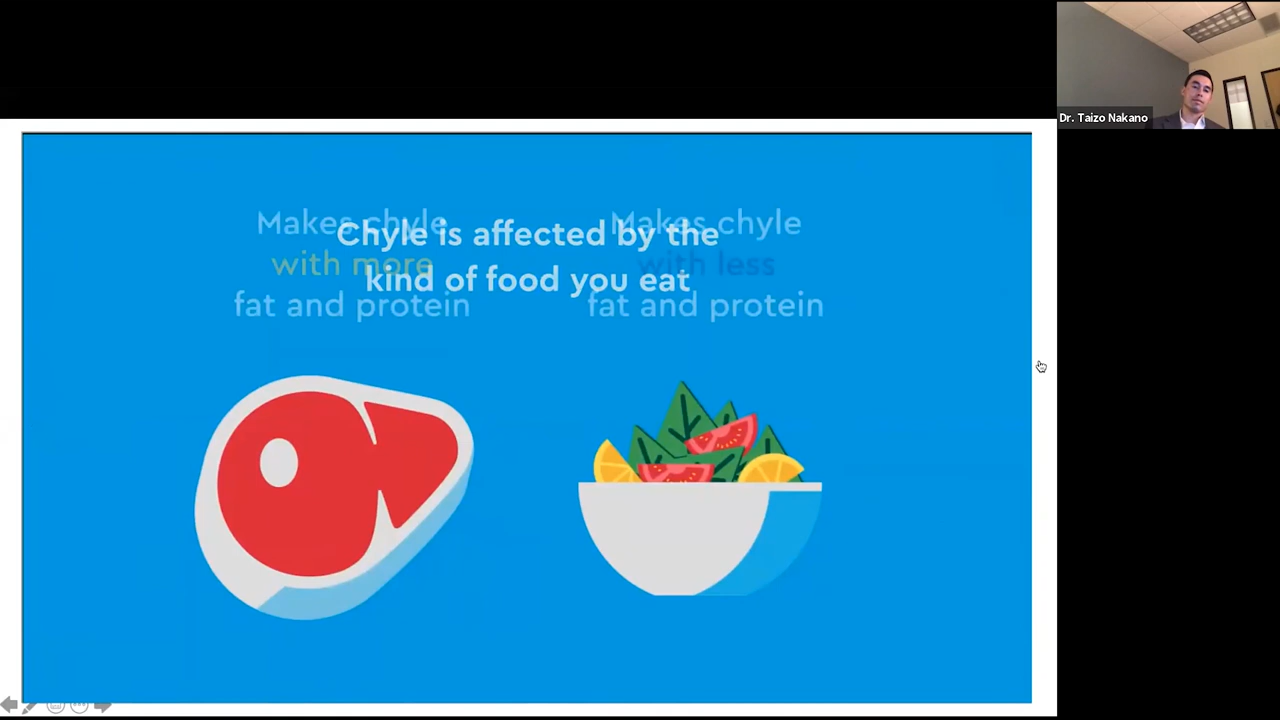 Chyle is affected by the
kind of food you eat
Makes chyle
with more
fat and protein
Makes chyle
with less
fat and protein
Dr. Taizo Nakano